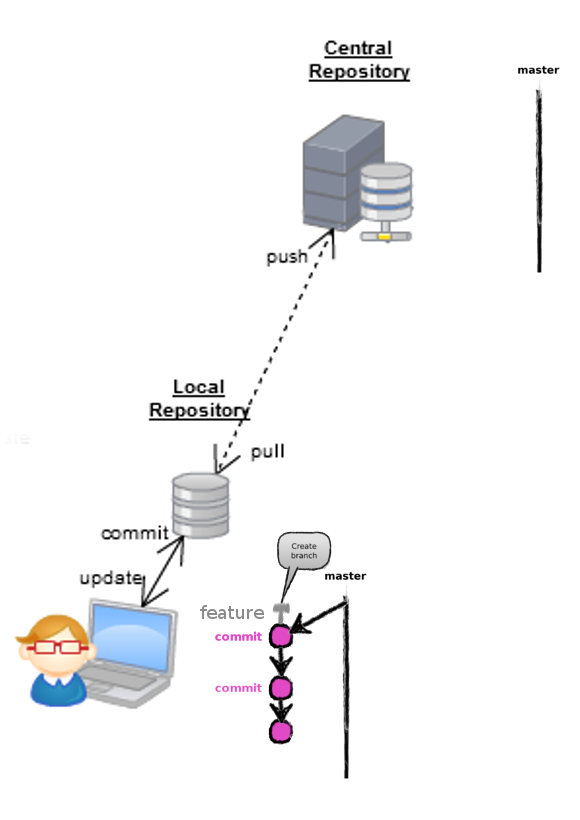 Central
Repository
master
push
Local
Repository
pull
commit
update
Create
branch
master
feature
commit
commit